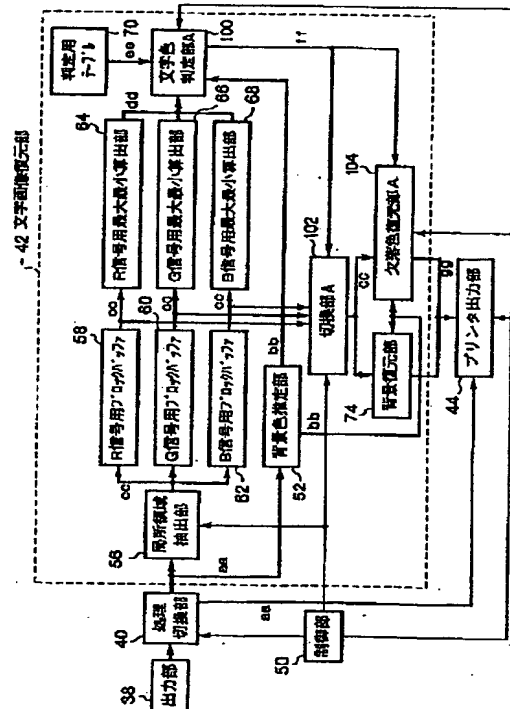 42 文字画像復元部
判定用
テーブル
70
ee
文字色
判定部A
100
ff
64
R信号用最大最小算出部
dd
66
G信号用最大最小算出部
68
B信号用最大最小算出部
cc
cc
cc
58
R信号用ブロックバッファ
60
G信号用ブロックバッファ
62
B信号用ブロックバッファ
cc
56
局所領域
抽出部
aa
52
背景色推定部
bb
bb
102
切換部A
cc
104
欠落色復元部A
74
背景復元部
gg
44
プリンタ出力部
40
処理
切換部
aa
38
出力部
50
制御部